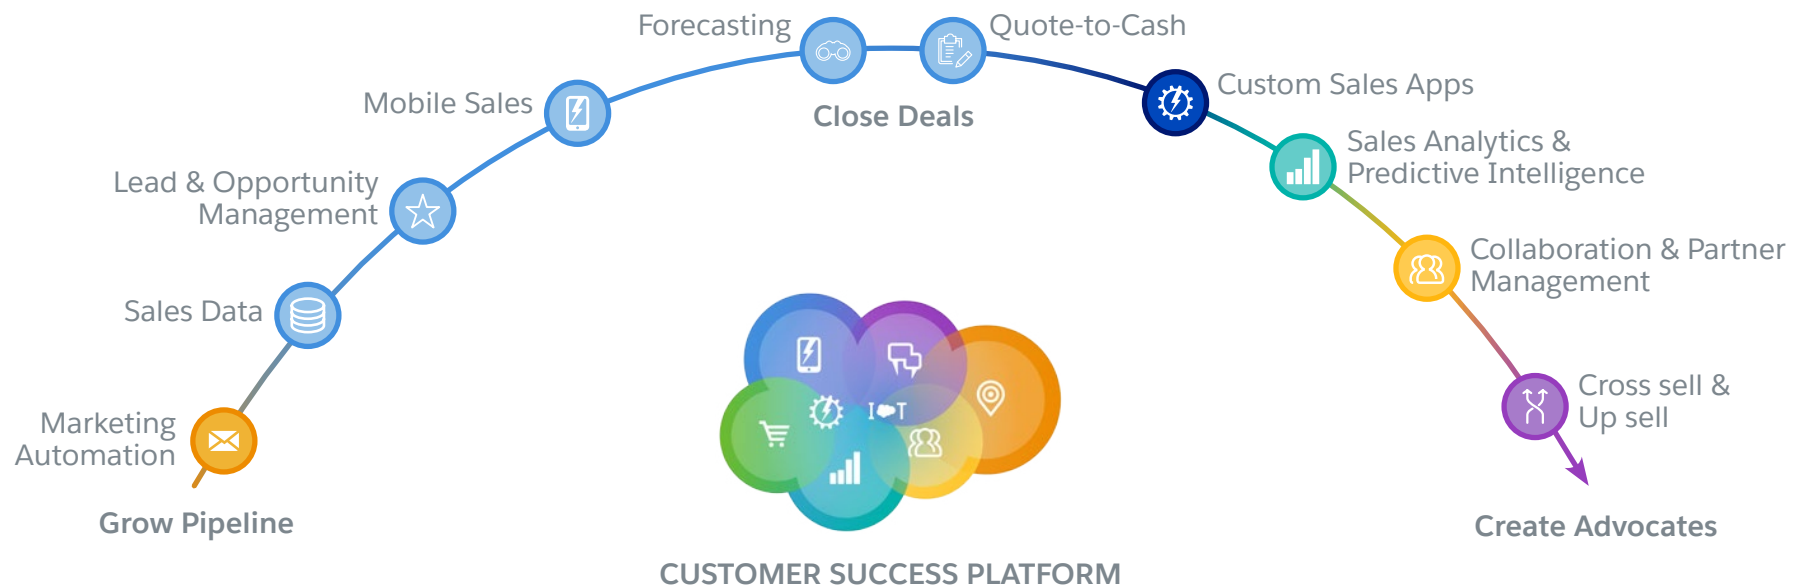 Forecasting
Quote-to-Cash
Mobile Sales
Custom Sales Apps
Close Deals
Lead & Opportunity
Management
Sales Analytics &
Predictive Intelligence
Sales Data
Collaboration & Partner
Management
Marketing
Automation
Cross sell &
Up sell
I T
Grow Pipeline
Create Advocates
CUSTOMER SUCCESS PLATFORM